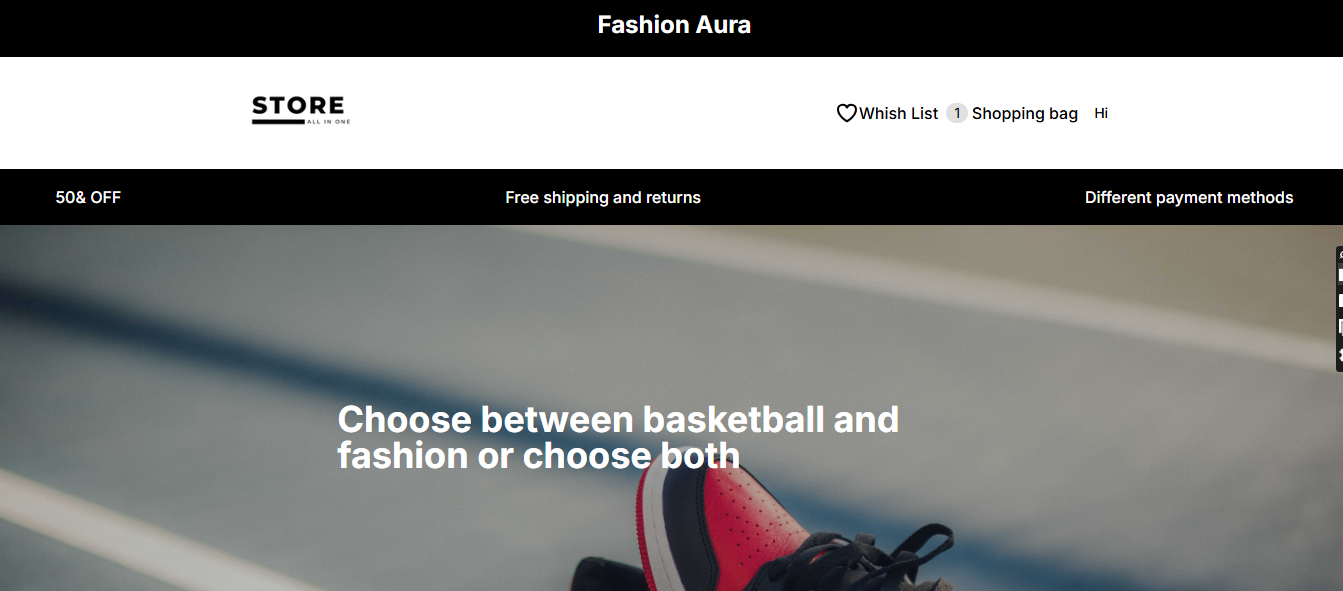 Fashion Aura
STORE
ALL IN ONE
Whish List 1 Shopping bag Hi
50& OFF Free shipping and returns Different payment methods
Choose between basketball and
fashion or choose both